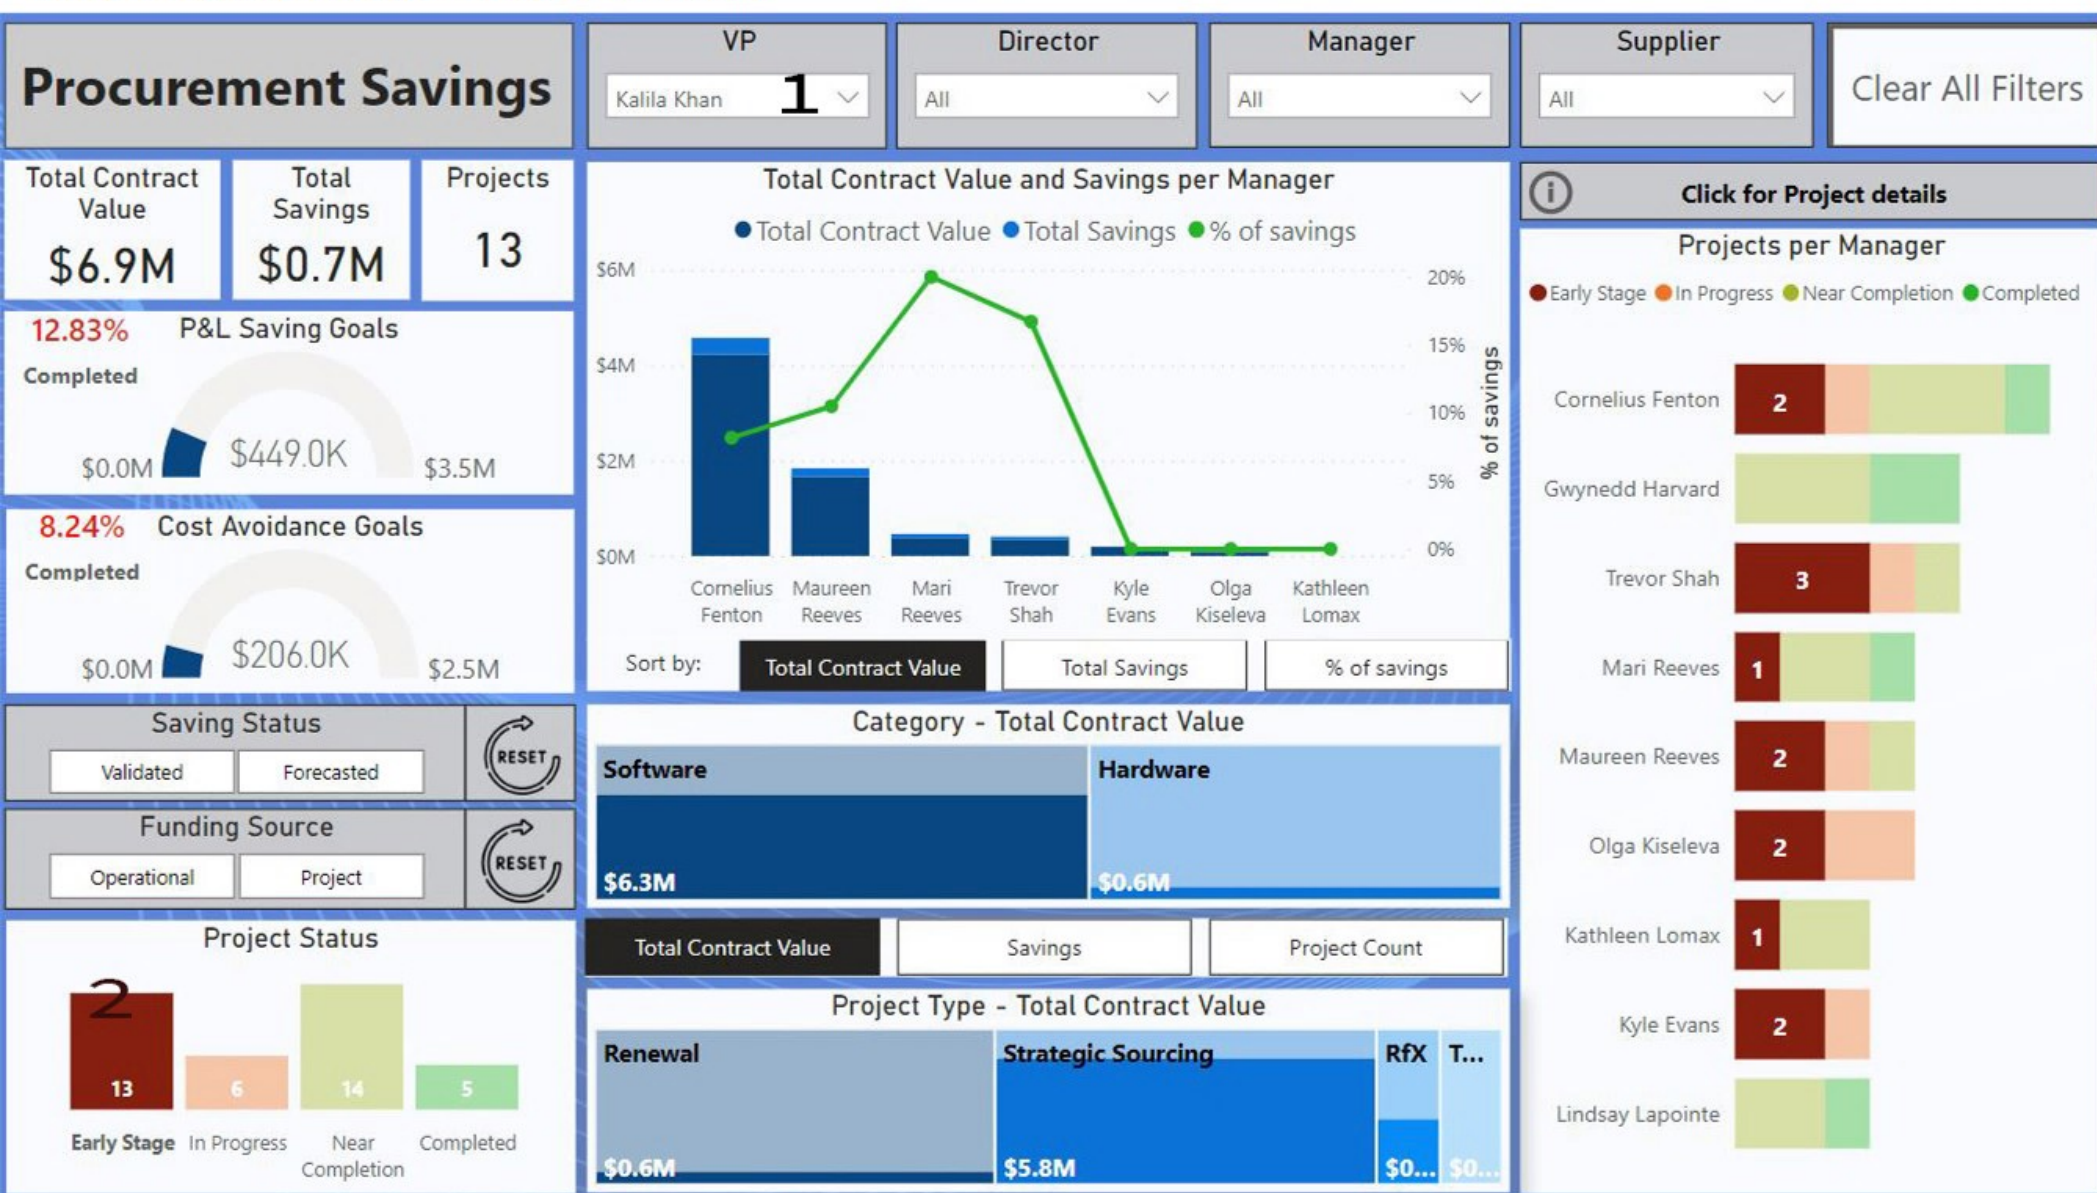 Procurement Savings
VP
Kalila Khan
1
Director
All
Manager
All
Supplier
All
Clear All Filters
Total Contract
Value
$6.9M
Total
Savings
$0.7M
Projects
13
12.83%
Completed
P&L Saving Goals
$0.0M
$449.0K
$3.5M
8.24%
Completed
Cost Avoidance Goals
$0.0M
$206.0K
$2.5M
Saving Status
Validated
Forecasted
RESET
Funding Source
Operational
Project
RESET
Project Status
2
13
6
14
5
Early Stage
In Progress
Near
Completion
Completed
Total Contract Value and Savings per Manager
Total Contract Value
Total Savings
% of savings
$6M
$4M
$2M
$0M
20%
15%
10%
5%
0%
% of savings
Cornelius
Fenton
Maureen
Reeves
Mari
Reeves
Trevor
Shah
Kyle
Evans
Olga
Kiseleva
Kathleen
Lomax
Sort by:
Total Contract Value
Total Savings
% of savings
Category - Total Contract Value
Software
$6.3M
Hardware
$0.6M
Total Contract Value
Savings
Project Count
Project Type - Total Contract Value
Renewal
$0.6M
Strategic Sourcing
$5.8M
RfX
$0...
T...
$0...
i
Click for Project details
Projects per Manager
Early Stage
In Progress
Near Completion
Completed
Cornelius Fenton
2
Gwynedd Harvard
Trevor Shah
3
Mari Reeves
1
Maureen Reeves
2
Olga Kiseleva
2
Kathleen Lomax
1
Kyle Evans
2
Lindsay Lapointe